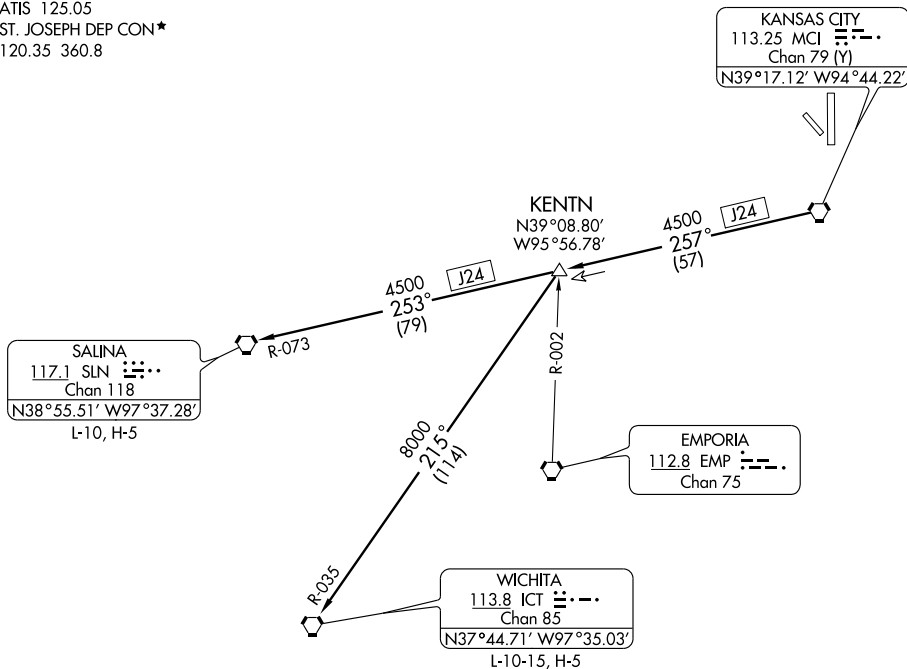 ATIS 125.05
ST. JOSEPH DEP CON★
120.35 360.8
KANSAS CITY
113.25 MCI
Chan 79 (Y)
N39°17.12' W94°44.22'
KENTN
N39°08.80'
W95°56.78'
4500
J24
257°
(57)
4500
J24
253°
(79)
R-073
SALINA
117.1 SLN
Chan 118
N38°55.51' W97°37.28'
L-10, H-5
R-002
8000
215°
(114)
EMPORIA
112.8 EMP
Chan 75
R-035
WICHITA
113.8 ICT
Chan 85
N37°44.71' W97°35.03'
L-10-15, H-5